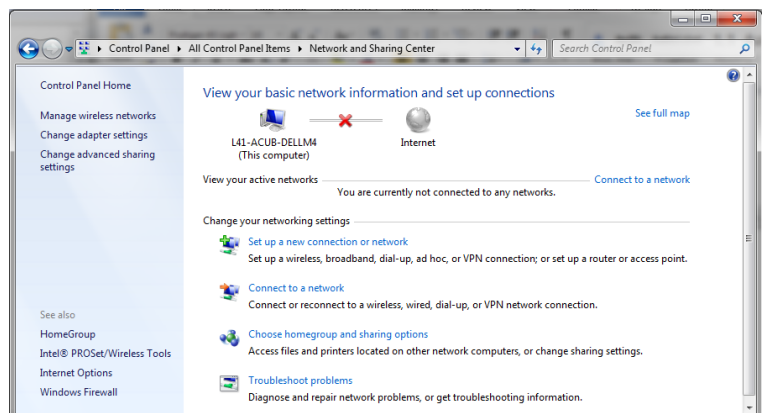 Control Panel ▸ All Control Panel Items ▸ Network and Sharing Center
Search Control Panel
Control Panel Home
Manage wireless networks
Change adapter settings
Change advanced sharing
settings
See also
HomeGroup
Intel® PROSet/Wireless Tools
Internet Options
Windows Firewall
View your basic network information and set up connections
See full map
L41-ACUB-DELLM4
(This computer)
Internet
View your active networks
Connect to a network
You are currently not connected to any networks.
Change your networking settings
Set up a new connection or network
Set up a wireless, broadband, dial-up, ad hoc, or VPN connection; or set up a router or access point.
Connect to a network
Connect or reconnect to a wireless, wired, dial-up, or VPN network connection.
Choose homegroup and sharing options
Access files and printers located on other network computers, or change sharing settings.
Troubleshoot problems
Diagnose and repair network problems, or get troubleshooting information.